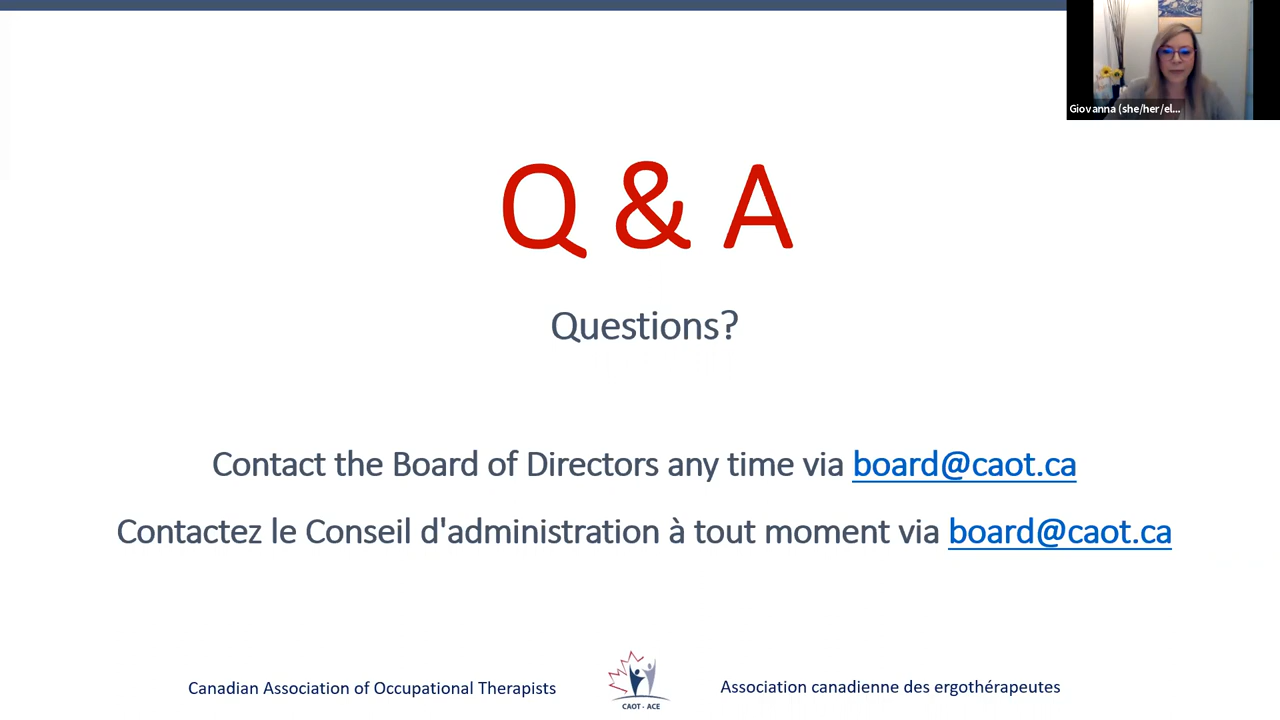 Giovanna (she/her/el...
Q & A
Questions?
Contact the Board of Directors any time via board@caot.ca
Contactez le Conseil d'administration à tout moment via board@caot.ca
Canadian Association of Occupational Therapists
CAOT - ACE
Association canadienne des ergothérapeutes